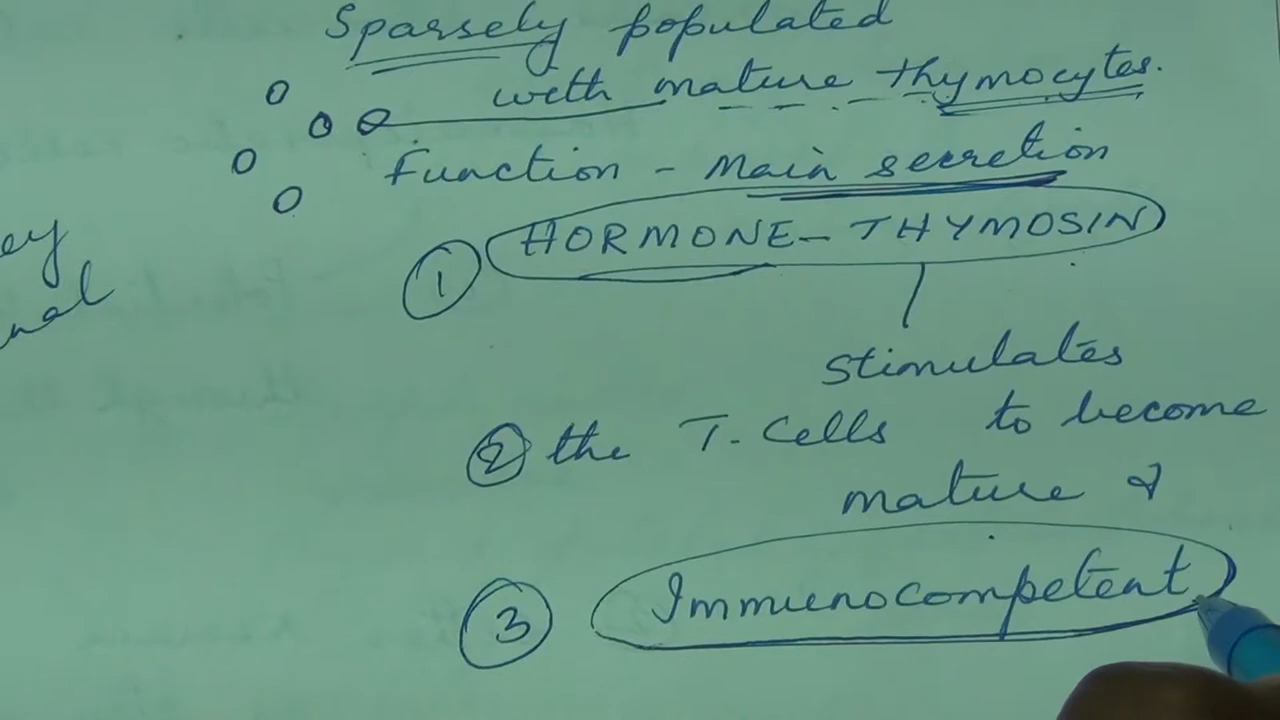 Sparsely populated
with mature thymocytes.
Function - Main secretion
① HORMONE - THYMOSIN
Stimulates
② the T. Cells to become
mature &
③ Immunocompetent